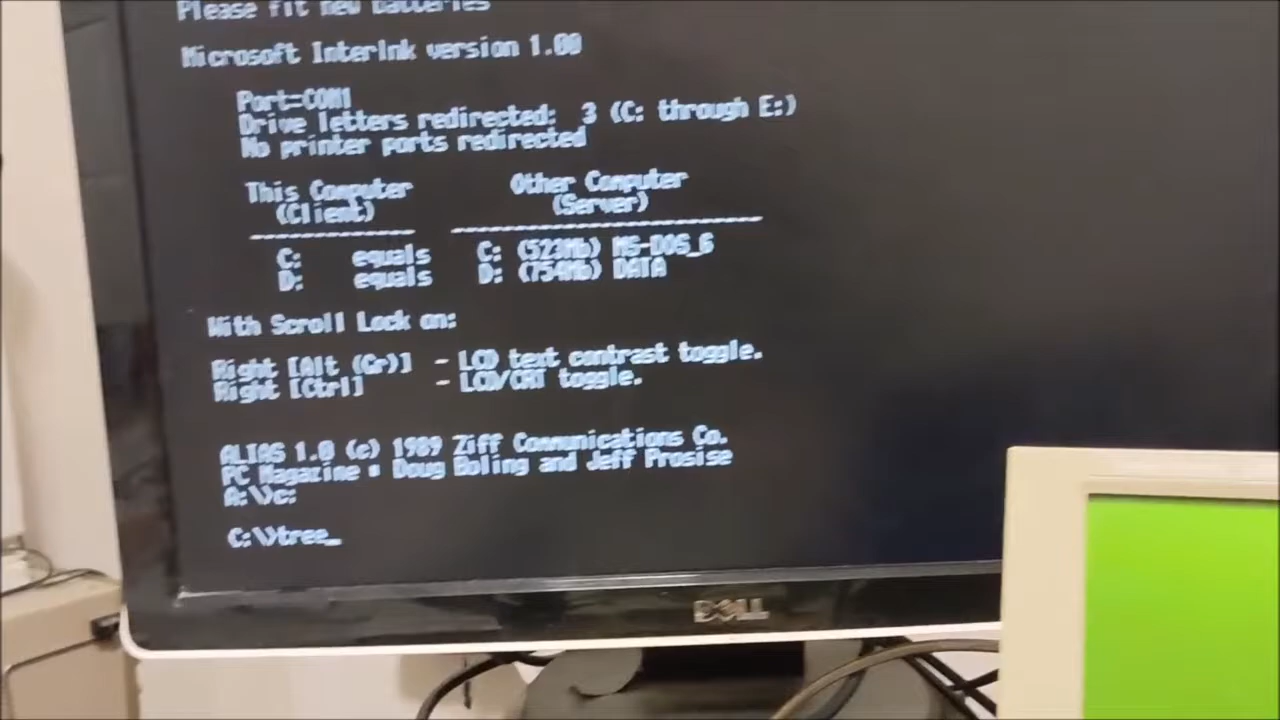 Please fit new batteries
Microsoft Interlnk version 1.00
Port=COM1
Drive letters redirected: 3 (C: through E:)
No printer ports redirected
This Computer Other Computer
(Client) (Server)
C: equals C: (523Mb) MS-DOS_6
D: equals D: (754Mb) DATA
With Scroll Lock on:
Right [Alt (Gr)] - LCD text contrast toggle.
Right [Ctrl] - LCD/CRT toggle.
ALIAS 1.0 (c) 1989 Ziff Communications Co.
PC Magazine ■ Doug Boling and Jeff Prosise
A:\>c:
C:\>tree_
DELL